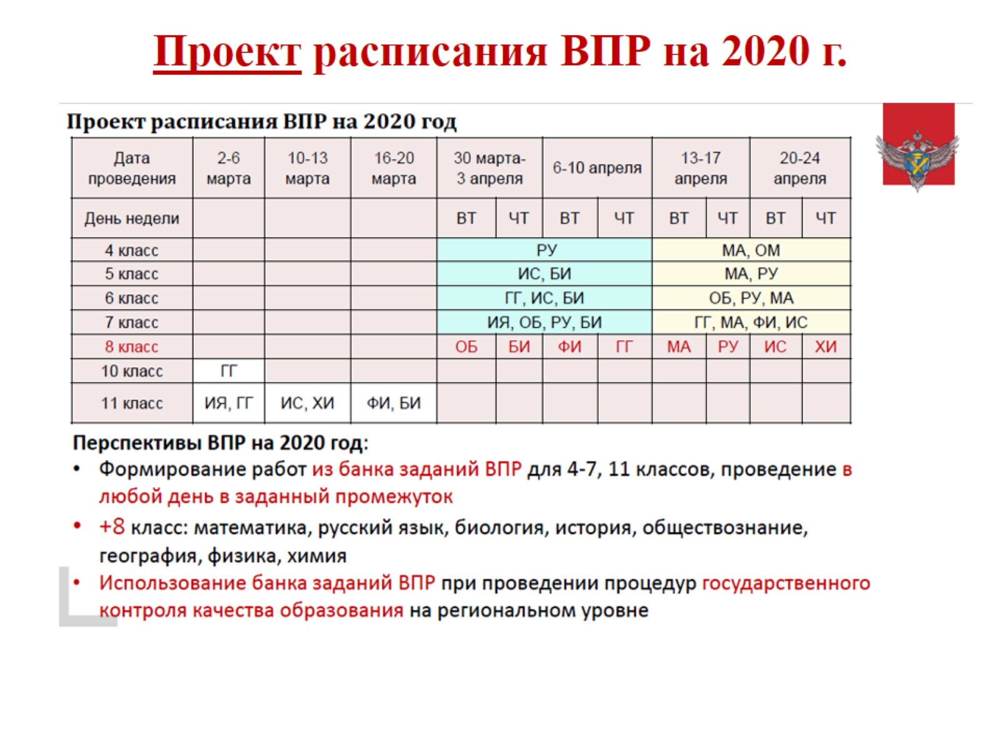 Проект расписания ВПР на 2020 г.
Проект расписания ВПР на 2020 год
Дата проведения 2-6 марта 10-13 марта 16-20 марта 30 марта- 3 апреля 6-10 апреля 13-17 апреля 20-24 апреля
День недели ВТ ЧТ ВТ ЧТ ВТ ЧТ ВТ ЧТ
4 класс РУ МА, ОМ
5 класс ИС, БИ МА, РУ
6 класс ГГ, ИС, БИ ОБ, РУ, МА
7 класс ИЯ, ОБ, РУ, БИ ГГ, МА, ФИ, ИС
8 класс ОБ БИ ФИ ГГ МА РУ ИС ХИ
10 класс ГГ
11 класс ИЯ, ГГ ИС, ХИ ФИ, БИ
Перспективы ВПР на 2020 год:
• Формирование работ из банка заданий ВПР для 4-7, 11 классов, проведение в
любой день в заданный промежуток
• +8 класс: математика, русский язык, биология, история, обществознание,
география, физика, химия
• Использование банка заданий ВПР при проведении процедур государственного
контроля качества образования на региональном уровне